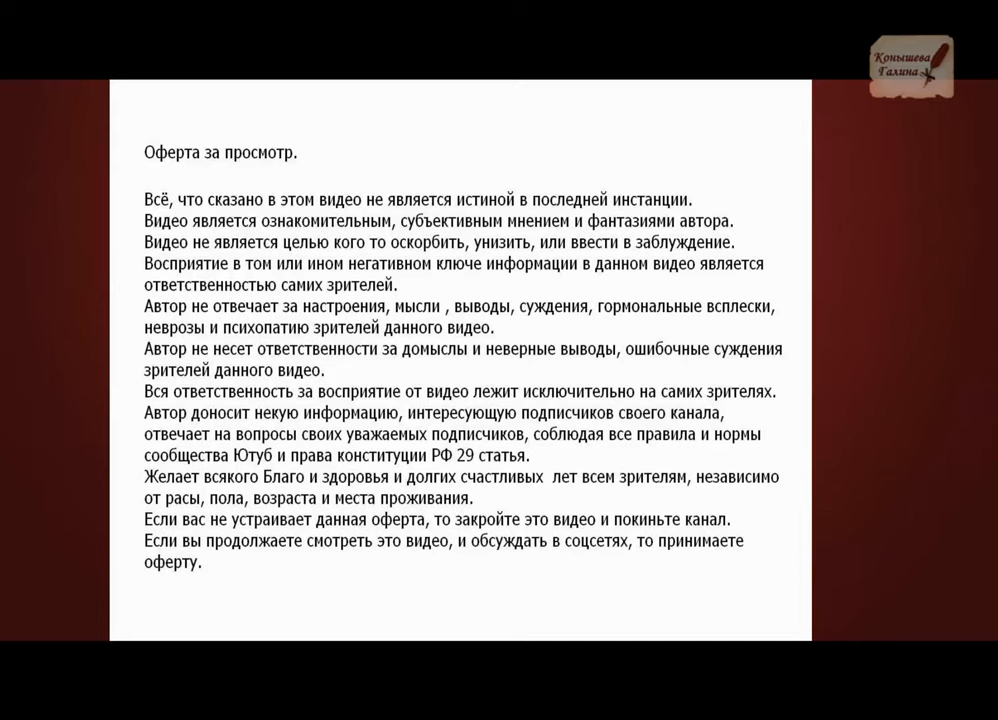 Конышева
Галина
Оферта за просмотр.
Всё, что сказано в этом видео не является истиной в последней инстанции.
Видео является ознакомительным, субъективным мнением и фантазиями автора.
Видео не является целью кого то оскорбить, унизить, или ввести в заблуждение.
Восприятие в том или ином негативном ключе информации в данном видео является
ответственностью самих зрителей.
Автор не отвечает за настроения, мысли , выводы, суждения, гормональные всплески,
неврозы и психопатию зрителей данного видео.
Автор не несет ответственности за домыслы и неверные выводы, ошибочные суждения
зрителей данного видео.
Вся ответственность за восприятие от видео лежит исключительно на самих зрителях.
Автор доносит некую информацию, интересующую подписчиков своего канала,
отвечает на вопросы своих уважаемых подписчиков, соблюдая все правила и нормы
сообщества Ютуб и права конституции РФ 29 статья.
Желает всякого Благо и здоровья и долгих счастливых  лет всем зрителям, независимо
от расы, пола, возраста и места проживания.
Если вас не устраивает данная оферта, то закройте это видео и покиньте канал.
Если вы продолжаете смотреть это видео, и обсуждать в соцсетях, то принимаете
оферту.